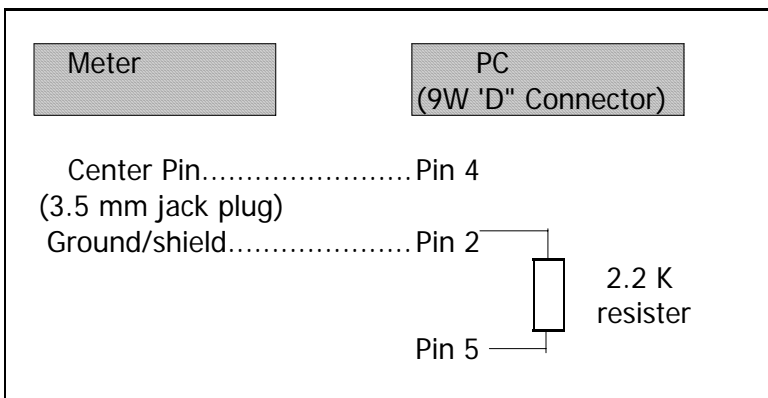 Meter
PC
(9W 'D" Connector)
Center Pin........................Pin 4
(3.5 mm jack plug)
Ground/shield.....................Pin 2
2.2 K
resister
Pin 5